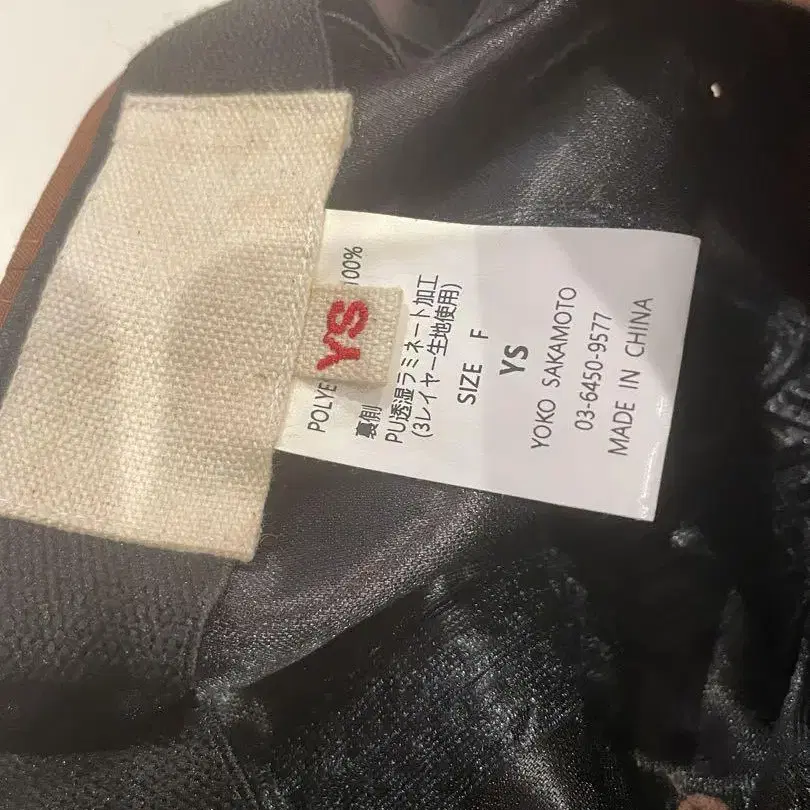 POLYE 100%
裏側
PU透湿ラミネート加工
(3レイヤー生地使用)
SIZE F
YS
YOKO SAKAMOTO
03-6450-9577
MADE IN CHINA
YS